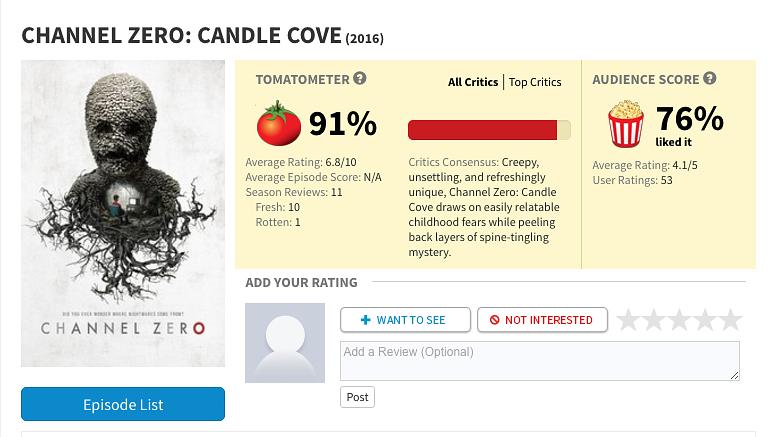 CHANNEL ZERO: CANDLE COVE (2016)
TOMATOMETER ?
All Critics | Top Critics
91%
Average Rating: 6.8/10
Average Episode Score: N/A
Season Reviews: 11
Fresh: 10
Rotten: 1
Critics Consensus: Creepy,
unsettling, and refreshingly
unique, Channel Zero: Candle
Cove draws on easily relatable
childhood fears while peeling
back layers of spine-tingling
mystery.
AUDIENCE SCORE ?
76%
liked it
Average Rating: 4.1/5
User Ratings: 53
DID YOU EVER WONDER WHERE NIGHTMARES COME FROM?
CHANNEL ZERO
Episode List
ADD YOUR RATING
WANT TO SEE
NOT INTERESTED
Add a Review (Optional)
Post